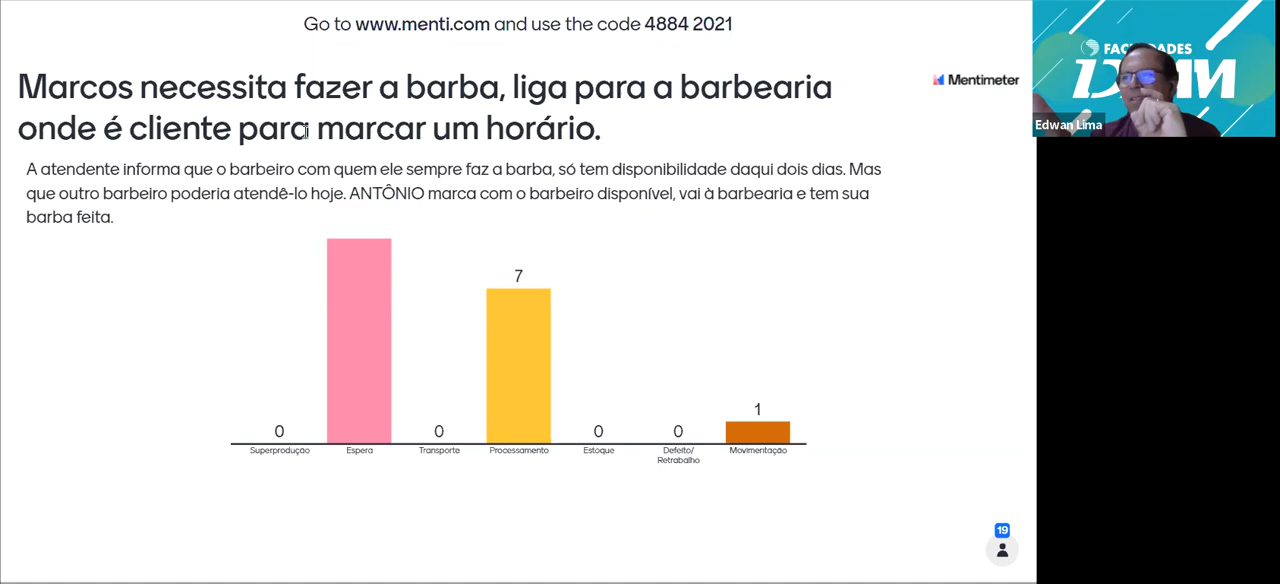 Go to www.menti.com and use the code 4884 2021
Marcos necessita fazer a barba, liga para a barbearia
onde é cliente para marcar um horário.
Mentimeter
A atendente informa que o barbeiro com quem ele sempre faz a barba, só tem disponibilidade daqui dois dias. Mas
que outro barbeiro poderia atendê-lo hoje. ANTÔNIO marca com o barbeiro disponível, vai à barbearia e tem sua
barba feita.
7
1
0
0
0
0
Superprodução
Espera
Transporte
Processamento
Estoque
Defeito/
Retrabalho
Movimentação
19
Edwan Lima